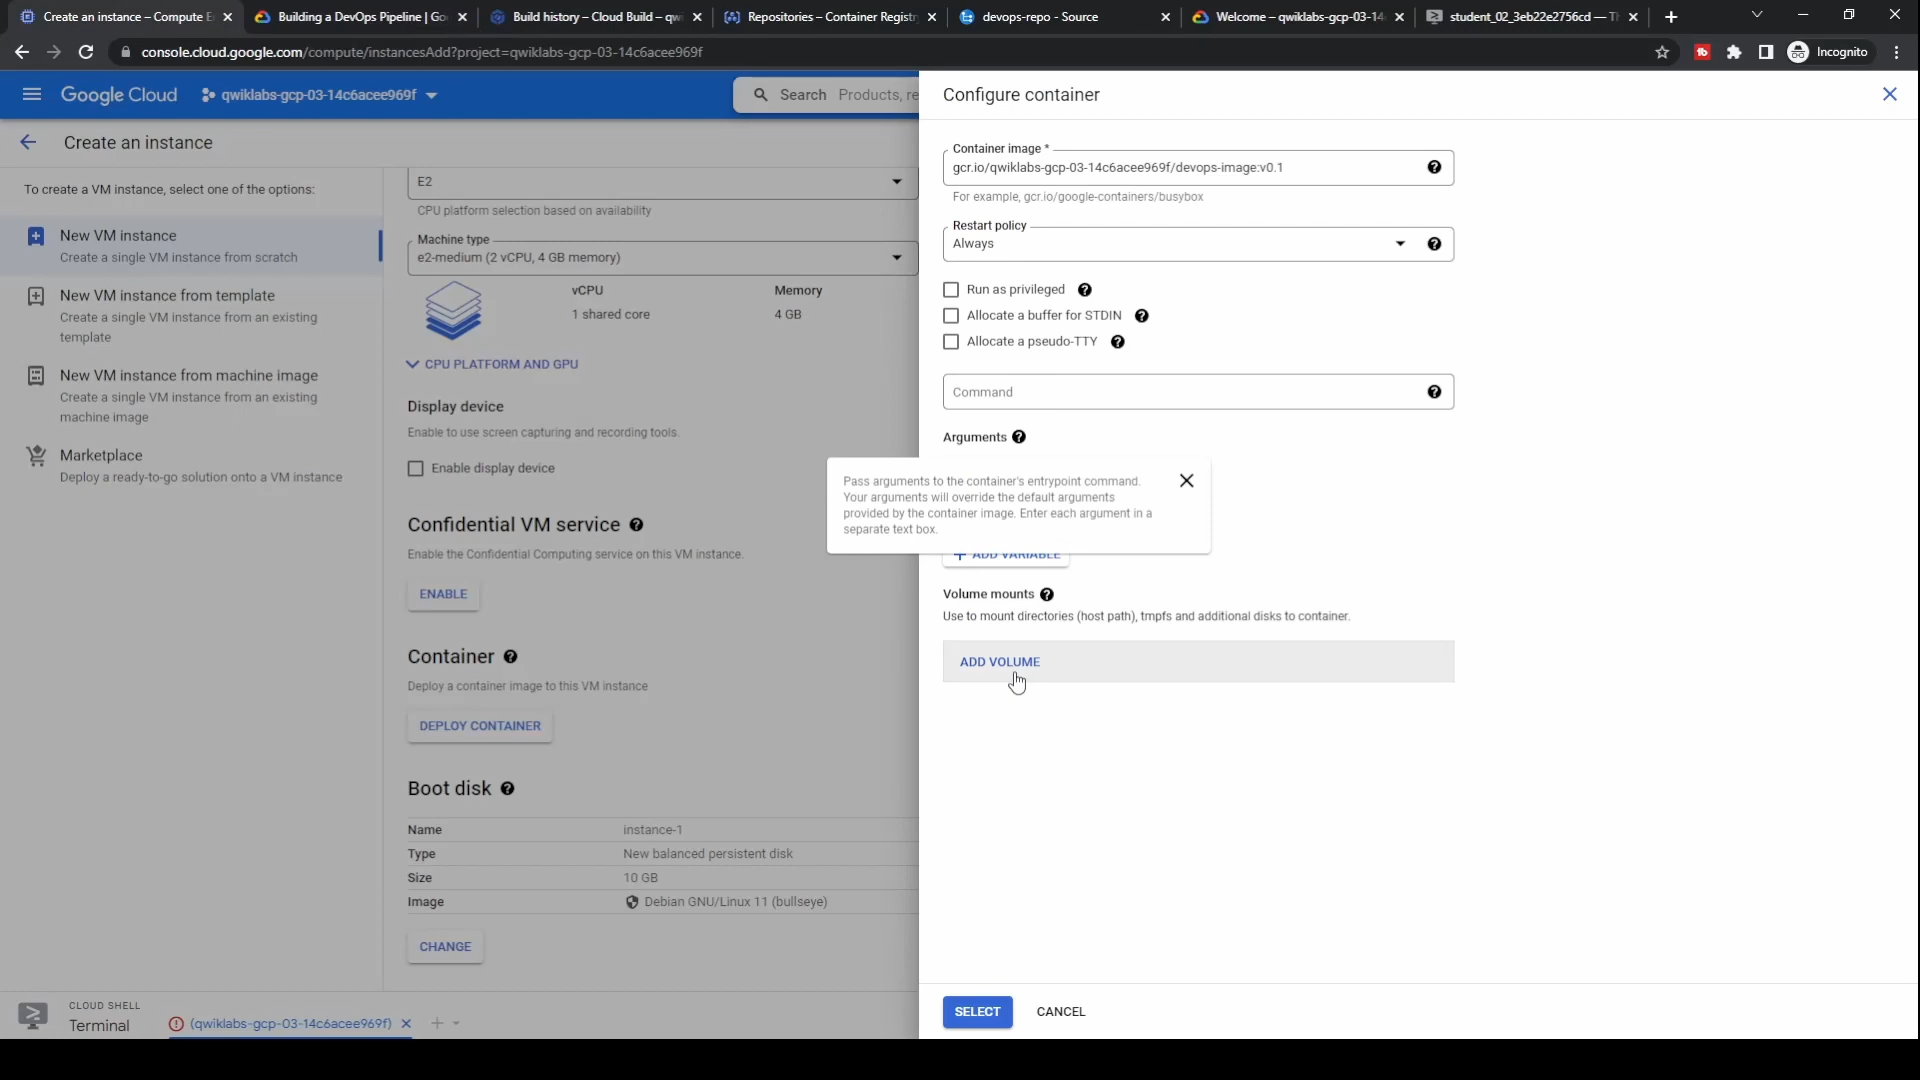 Create an instance – Compute E
Building a DevOps Pipeline | Go
Build history – Cloud Build – qw
Repositories – Container Registr
devops-repo - Source
Welcome – qwiklabs-gcp-03-14
student_02_3eb22e2756cd — Th
console.cloud.google.com/compute/instancesAdd?project=qwiklabs-gcp-03-14c6acee969f
Incognito
Google Cloud
qwiklabs-gcp-03-14c6acee969f
Search Products, re
Create an instance
To create a VM instance, select one of the options:
New VM instance
Create a single VM instance from scratch
New VM instance from template
Create a single VM instance from an existing
template
New VM instance from machine image
Create a single VM instance from an existing
machine image
Marketplace
Deploy a ready-to-go solution onto a VM instance
E2
CPU platform selection based on availability
Machine type
e2-medium (2 vCPU, 4 GB memory)
vCPU
Memory
1 shared core
4 GB
CPU PLATFORM AND GPU
Display device
Enable to use screen capturing and recording tools.
Enable display device
Confidential VM service
Enable the Confidential Computing service on this VM instance.
ENABLE
Container
Deploy a container image to this VM instance
DEPLOY CONTAINER
Boot disk
Name instance-1
Type New balanced persistent disk
Size 10 GB
Image Debian GNU/Linux 11 (bullseye)
CHANGE
Configure container
Container image *
gcr.io/qwiklabs-gcp-03-14c6acee969f/devops-image:v0.1
For example, gcr.io/google-containers/busybox
Restart policy
Always
Run as privileged
Allocate a buffer for STDIN
Allocate a pseudo-TTY
Command
Arguments
Pass arguments to the container's entrypoint command.
Your arguments will override the default arguments
provided by the container image. Enter each argument in a
separate text box.
+ ADD VARIABLE
Volume mounts
Use to mount directories (host path), tmpfs and additional disks to container.
ADD VOLUME
SELECT
CANCEL
CLOUD SHELL
Terminal
(qwiklabs-gcp-03-14c6acee969f)